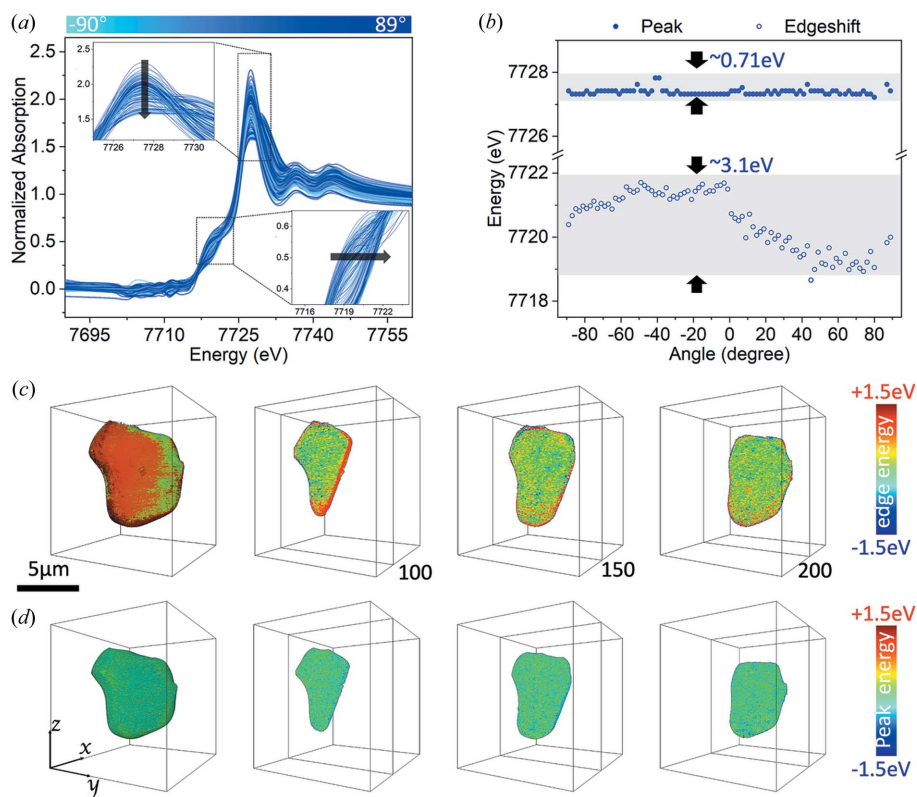 (a)
-90° 89°
2.5
2.0
1.5
1.0
0.5
0.0
Normalized Absorption
2.5
2.0
1.5
7726 7728 7730
0.6
0.5
0.4
7716 7719 7722
7695 7710 7725 7740 7755
Energy (eV)
(b)
Peak Edgeshift
7728
7726
7722
7720
7718
Energy (eV)
~0.71eV
~3.1eV
-80 -60 -40 -20 0 20 40 60 80
Angle (degree)
(c)
5µm
100
150
200
+1.5eV
edge energy
-1.5eV
(d)
z
x
y
+1.5eV
Peak energy
-1.5eV